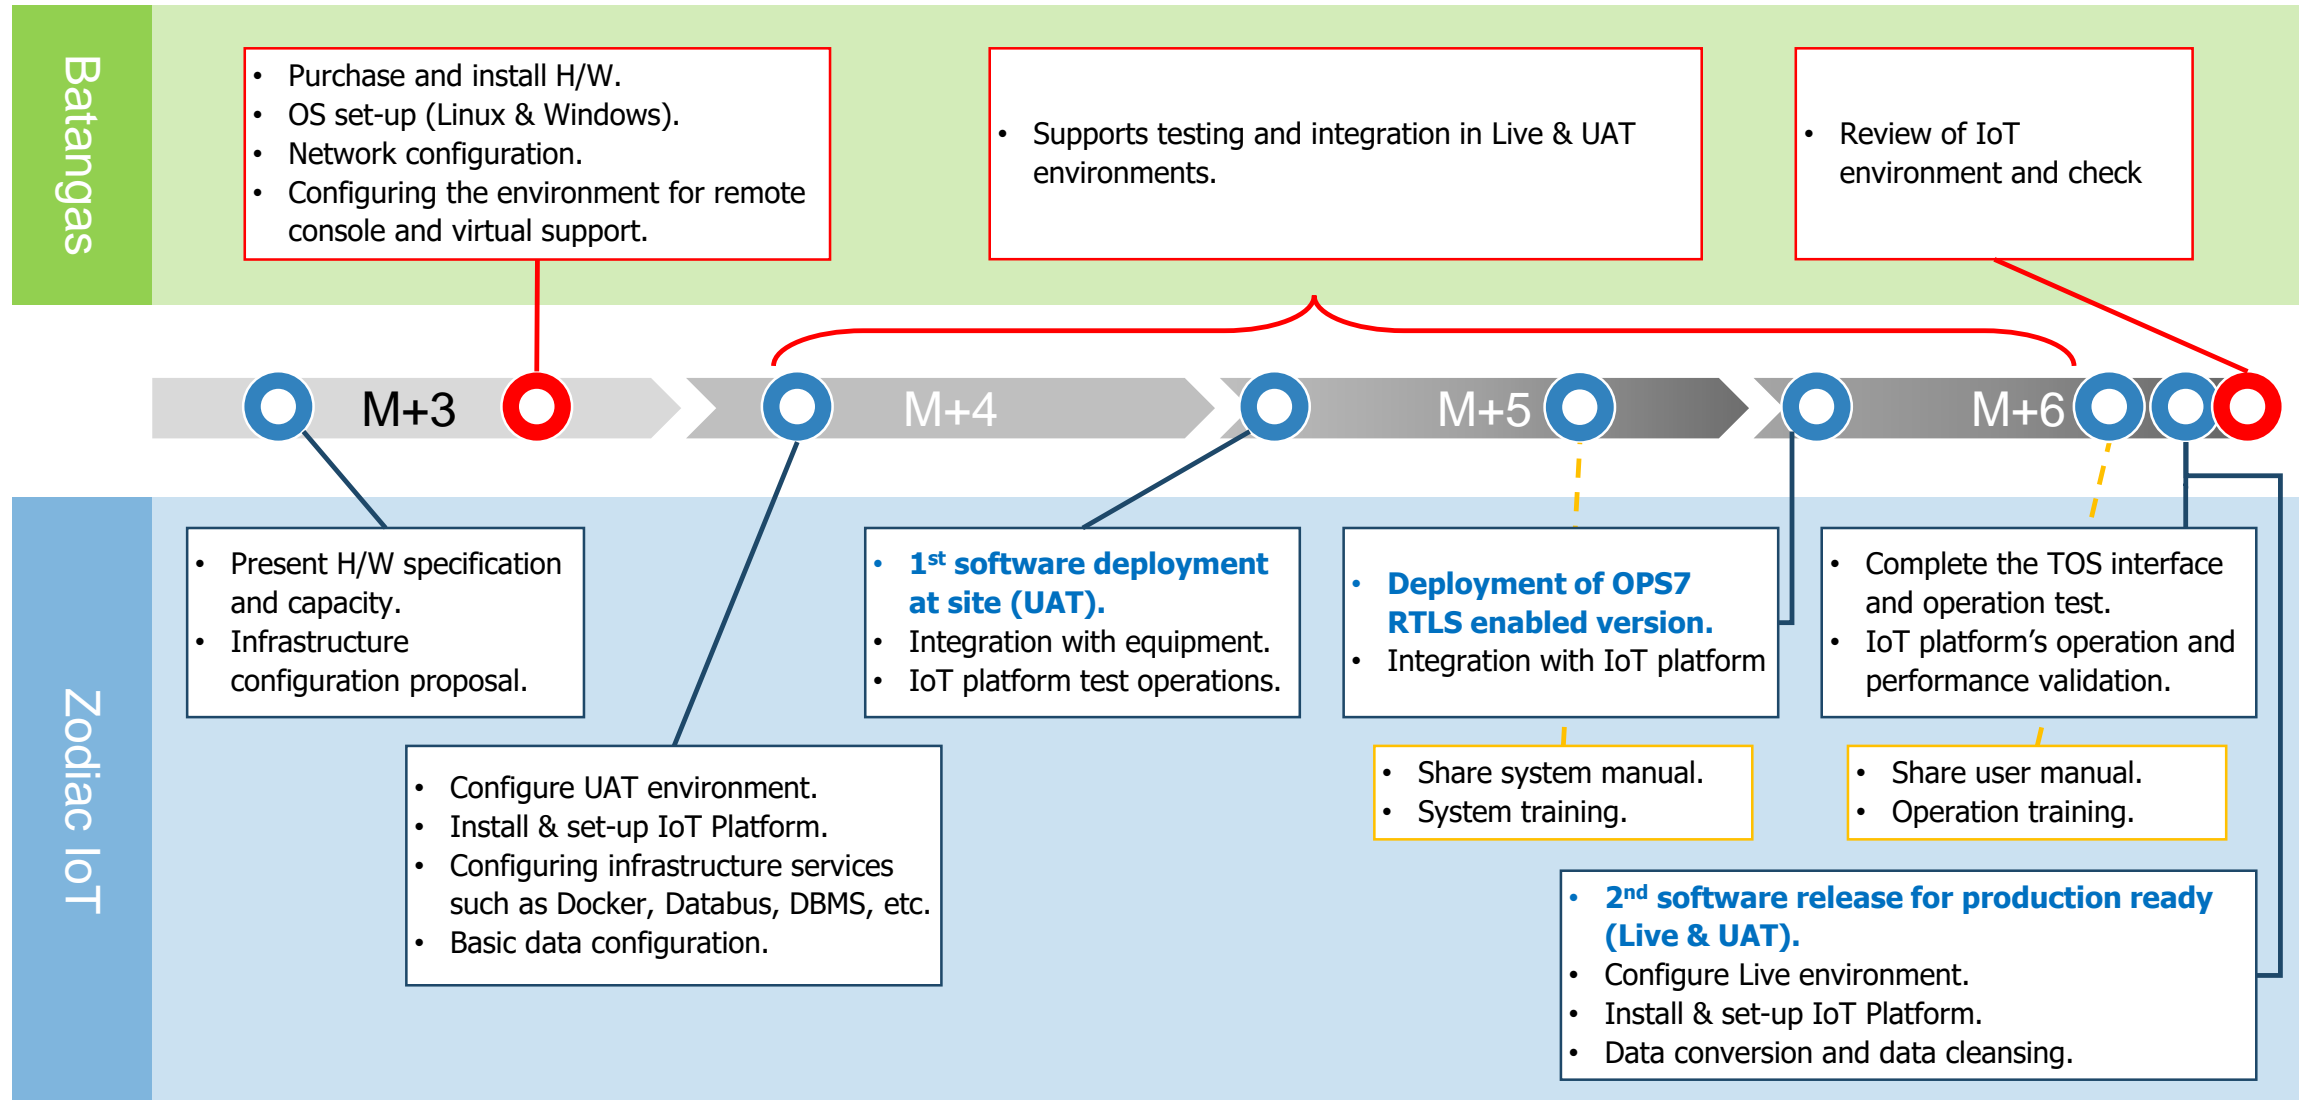 Batangas
• Purchase and install H/W.
• OS set-up (Linux & Windows).
• Network configuration.
• Configuring the environment for remote
console and virtual support.
• Supports testing and integration in Live & UAT
environments.
• Review of IoT
environment and check
M+3
M+4
M+5
M+6
Zodiac IoT
• Present H/W specification
and capacity.
• Infrastructure
configuration proposal.
• Configure UAT environment.
• Install & set-up IoT Platform.
• Configuring infrastructure services
such as Docker, Databus, DBMS, etc.
• Basic data configuration.
• 1st software deployment
at site (UAT).
• Integration with equipment.
• IoT platform test operations.
• Deployment of OPS7
RTLS enabled version.
• Integration with IoT platform
• Share system manual.
• System training.
• Complete the TOS interface
and operation test.
• IoT platform’s operation and
performance validation.
• Share user manual.
• Operation training.
• 2nd software release for production ready
(Live & UAT).
• Configure Live environment.
• Install & set-up IoT Platform.
• Data conversion and data cleansing.